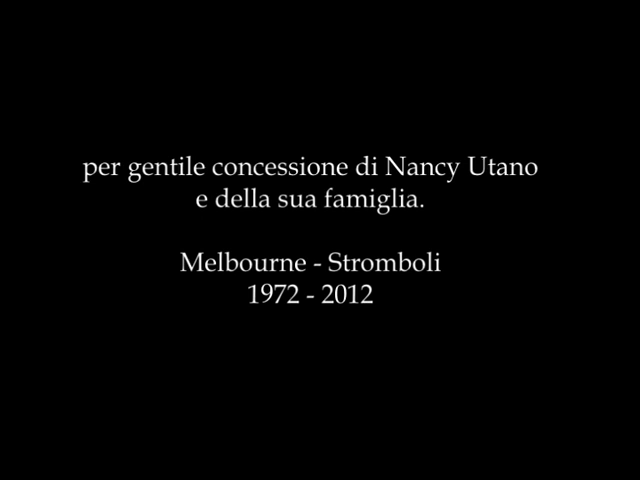 per gentile concessione di Nancy Utano
e della sua famiglia.
Melbourne - Stromboli
1972 - 2012